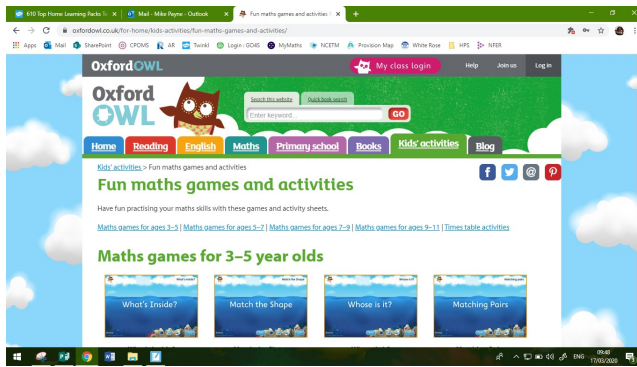 610 Top Home Learning Packs To
Mail - Mike Peyne - Outlook
Fun maths games and activities
oxfordowl.co.uk/for-home/kids-activities/fun-maths-games-and-activities/
Apps Mail SharePoint CPOMS AR Twinkl Login : GO4S MyMaths NCETM Provision Map White Rose HPS NFER
OxfordOWL My class login Help Join us Log in
Oxford
OWL
Search this website Quick book search
Enter keyword... GO
Home Reading English Maths Primary school Books Kids' activities Blog
Kids' activities > Fun maths games and activities
Fun maths games and activities
Have fun practising your maths skills with these games and activity sheets.
Maths games for ages 3–5 | Maths games for ages 5–7 | Maths games for ages 7–9 | Maths games for ages 9–11 | Times table activities
Maths games for 3–5 year olds
What's Inside? Match the Shape Whose is it? Matching Pairs
ENG 09:48
17/03/2020